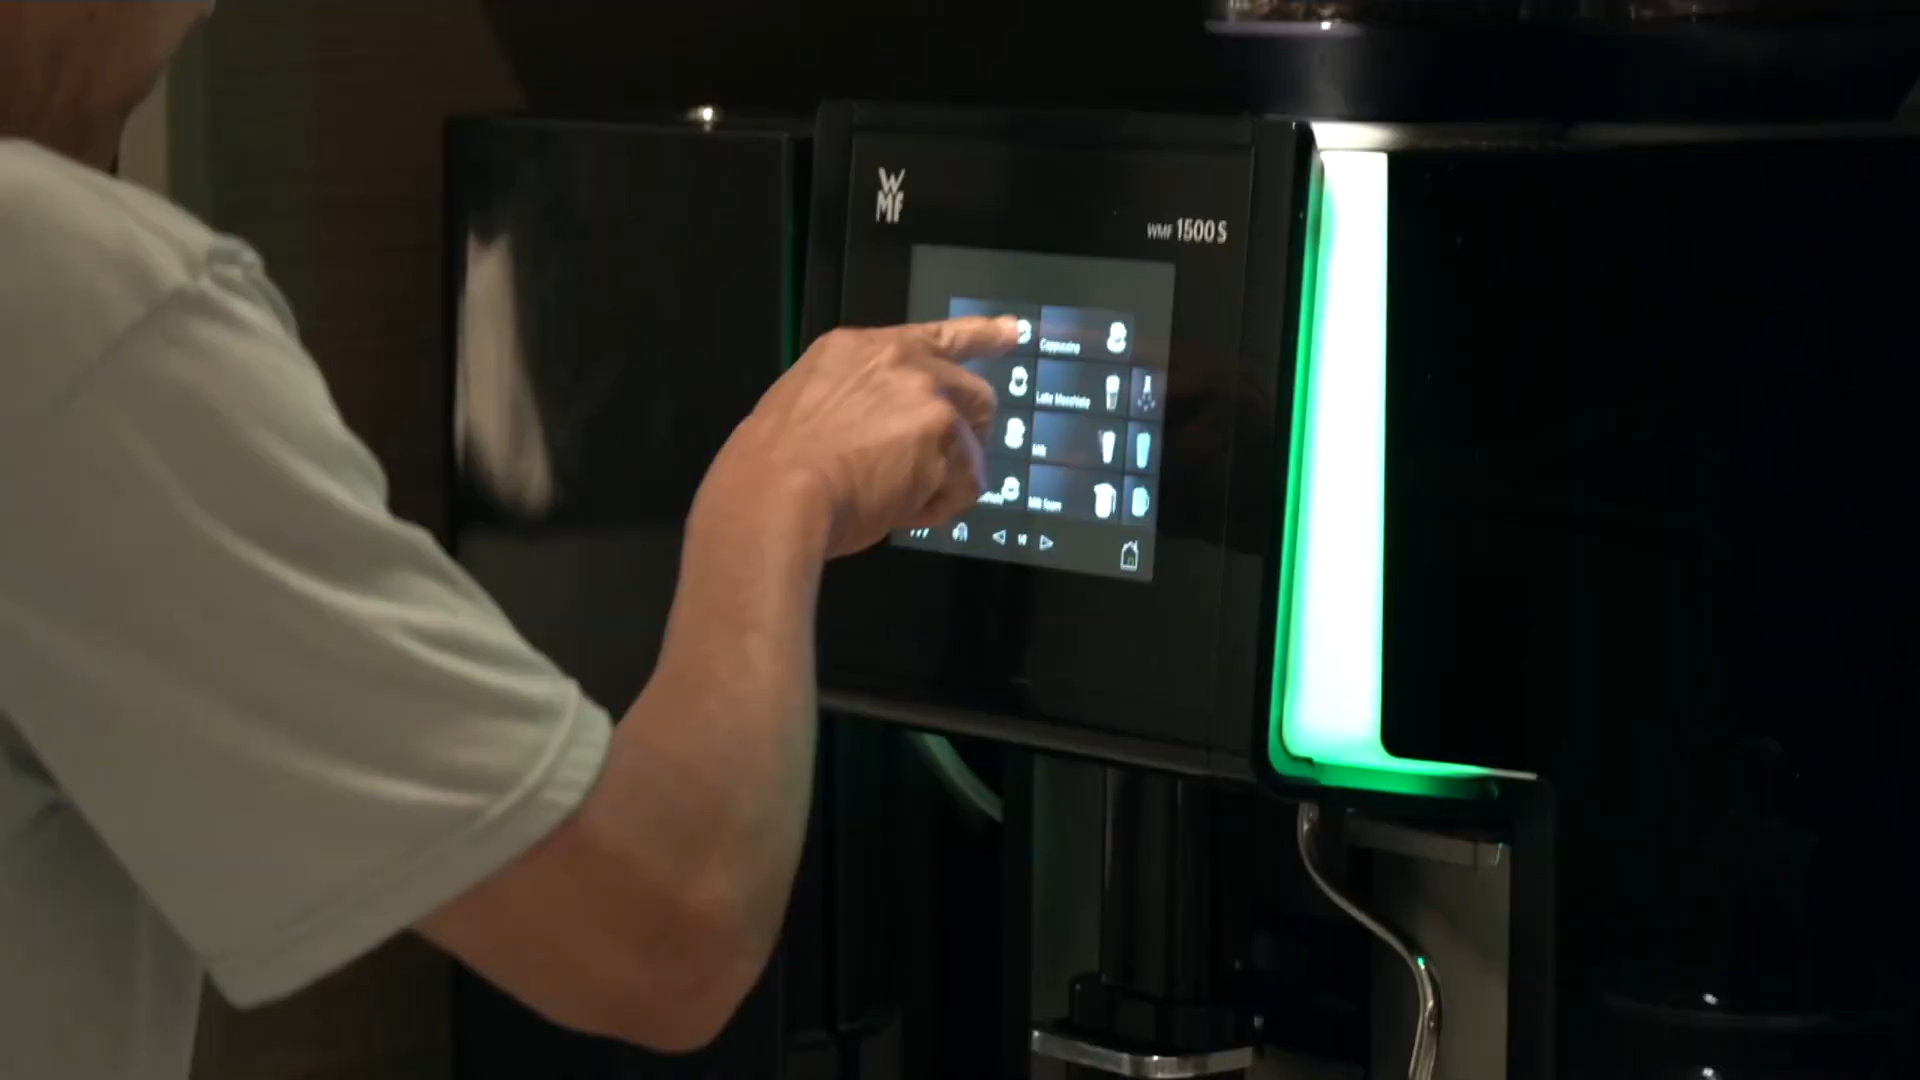 WMF
WMF 1500 S
Cappuccino
Latte Macchiato
Milk
Milk foam